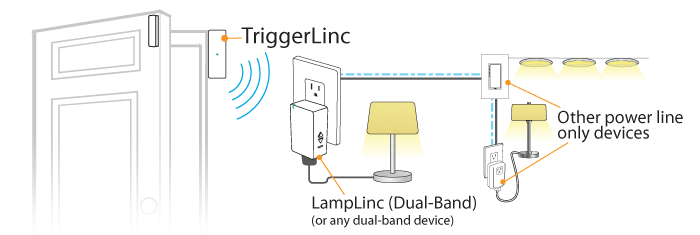 TriggerLinc
LampLinc (Dual-Band)
(or any dual-band device)
Other power line
only devices